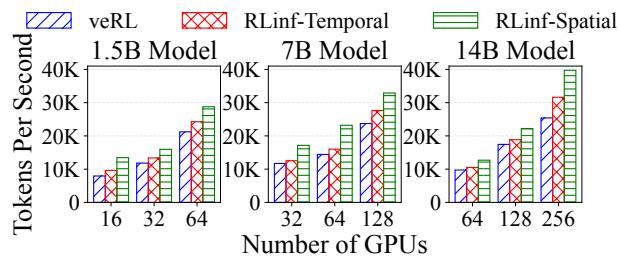 veRL RLinf-Temporal RLinf-Spatial
1.5B Model 7B Model 14B Model
Tokens Per Second
40K 40K 40K
30K 30K 30K
20K 20K 20K
10K 10K 10K
0 0 0
16 32 64 32 64 128 64 128 256
Number of GPUs